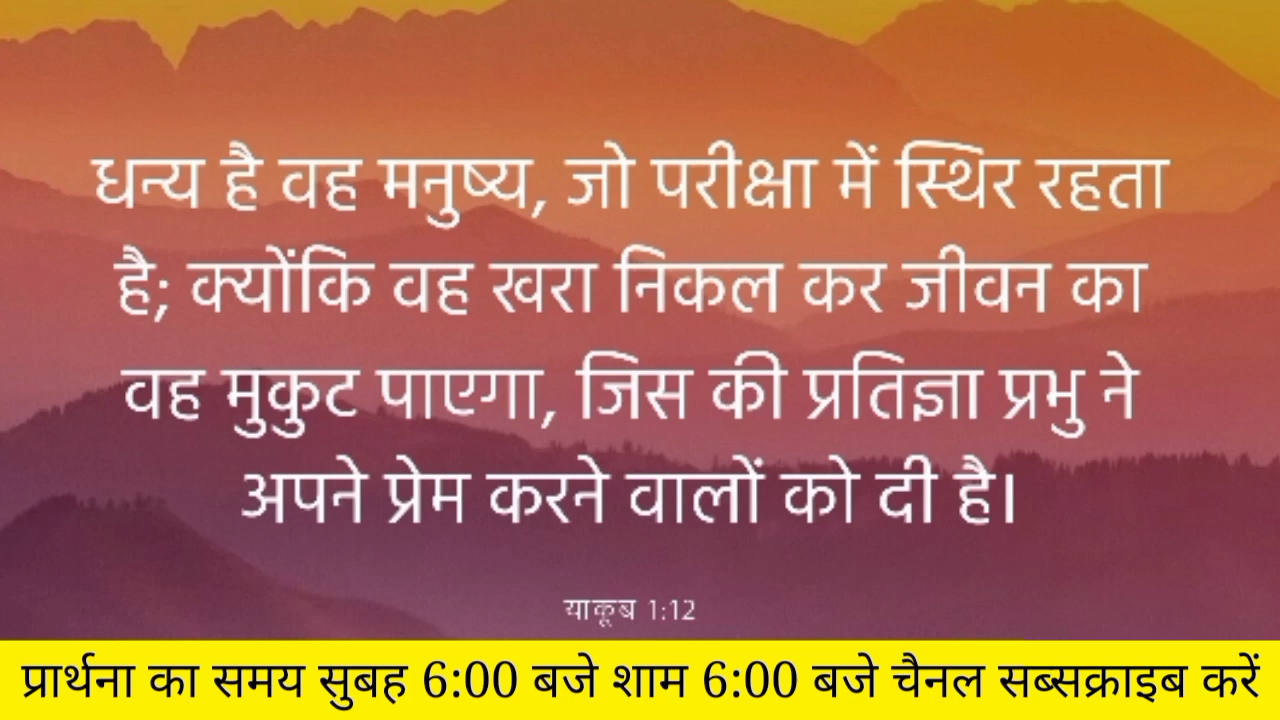 धन्य है वह मनुष्य, जो परीक्षा में स्थिर रहता
है; क्योंकि वह खरा निकल कर जीवन का
वह मुकुट पाएगा, जिस की प्रतिज्ञा प्रभु ने
अपने प्रेम करने वालों को दी है।
याकूब 1:12
प्रार्थना का समय सुबह 6:00 बजे शाम 6:00 बजे चैनल सब्सक्राइब करें